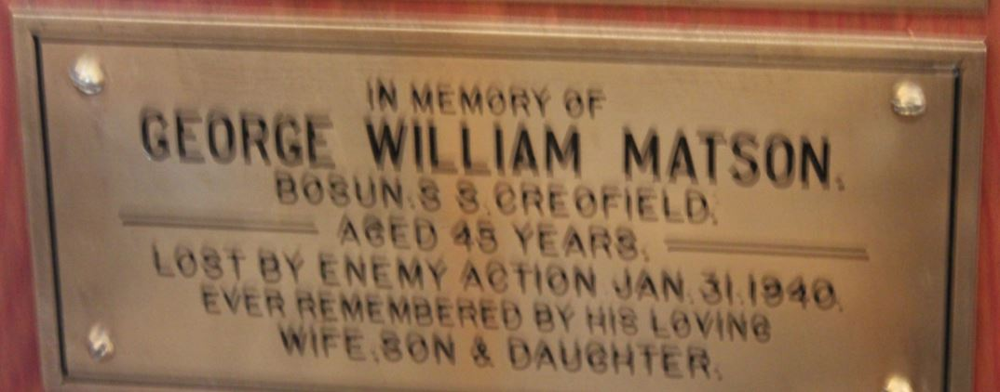 IN MEMORY OF
GEORGE WILLIAM MATSON.
BOSUN. S S. CREOFIELD.
AGED 45 YEARS.
LOST BY ENEMY ACTION JAN. 31. 1940.
EVER REMEMBERED BY HIS LOVING
WIFE, SON & DAUGHTER.